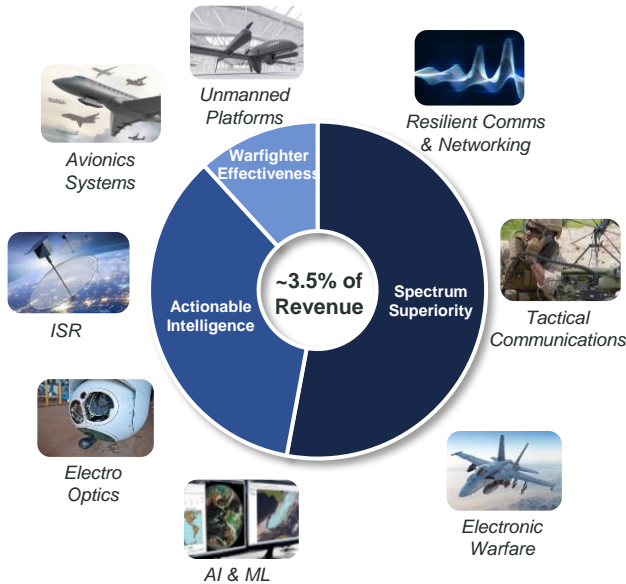 Unmanned
Platforms
Resilient Comms
& Networking
Avionics
Systems
Warfighter
Effectiveness
~3.5% of
Revenue
Actionable
Intelligence
Spectrum
Superiority
ISR
Tactical
Communications
Electro
Optics
Electronic
Warfare
AI & ML